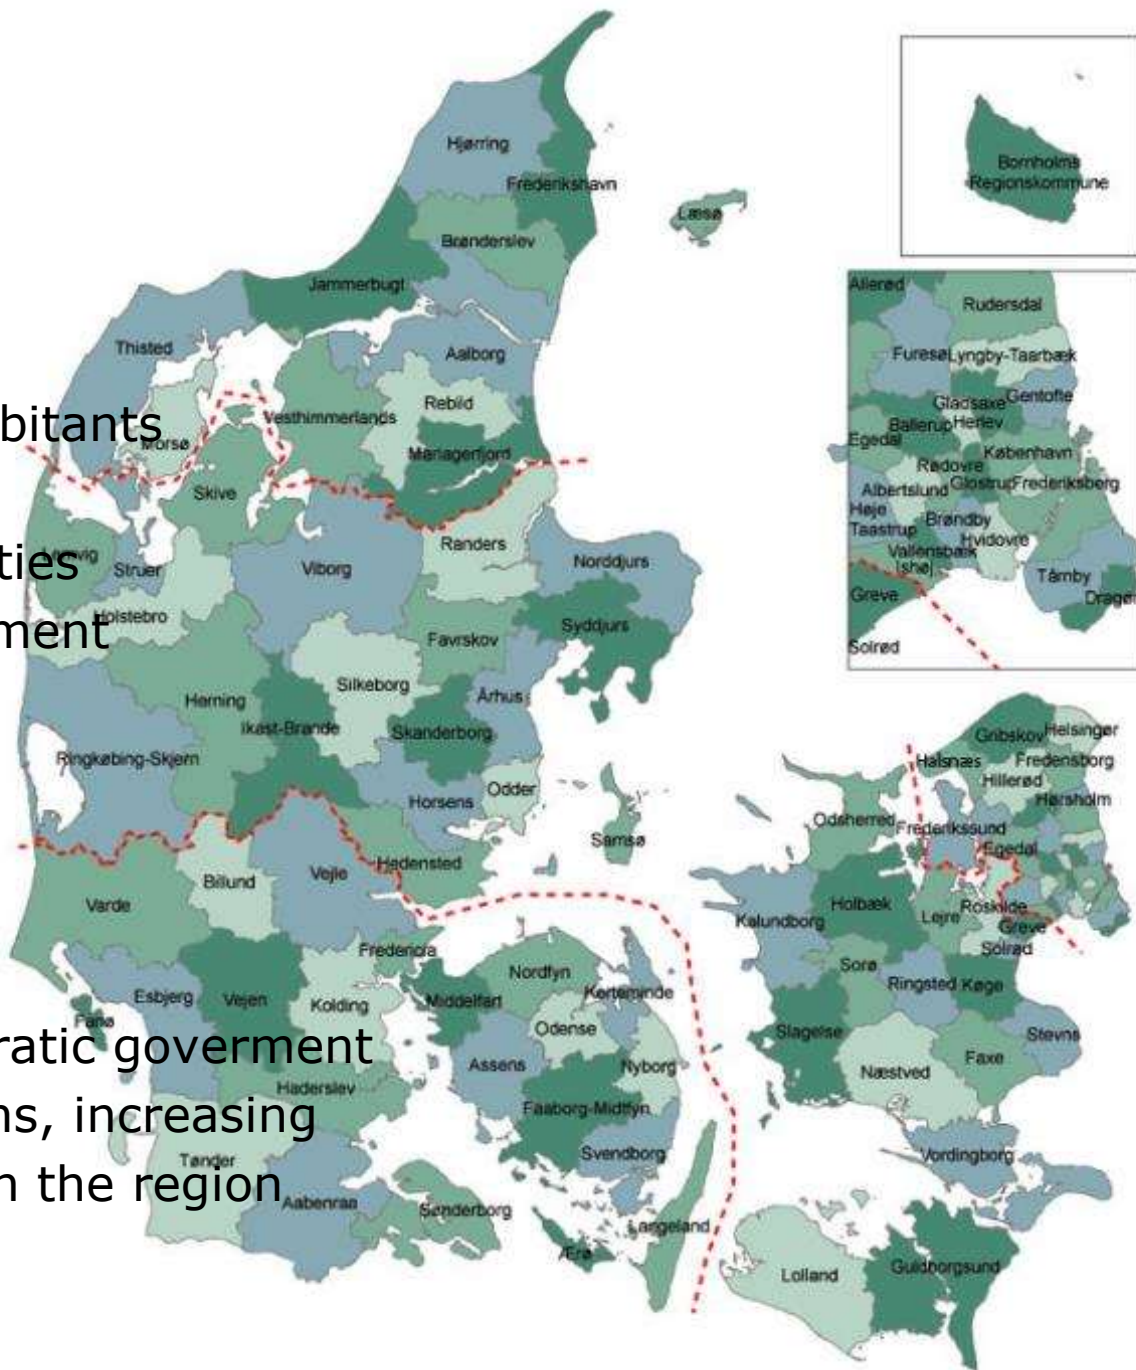 Hjørring
Frederikshavn
Læsø
Brønderslev
Jammerbugt
Thisted
Aalborg
Rebild
Vesthimmerlands
Morsø
Mariagerfjord
Skive
Bornholms
Regionskommune
Allerød
Rudersdal
Furesø
Lyngby-Taarbæk
Gentofte
Gladsaxe
Herlev
Ballerup
Egedal
København
Rødovre
Albertslund
Glostrup
Frederiksberg
Høje
Taastrup
Brøndby
Hvidovre
Vallensbæk
Ishøj
Tårnby
Greve
Solrød
bitants
ties
ment
Struer
Holstebro
Viborg
Randers
Norddjurs
Syddjurs
Favrskov
Silkeborg
Herning
Ikast-Brande
Århus
Skanderborg
Ringkøbing-Skjern
Horsens
Odder
Samsø
Hedensted
Billund
Vejle
Varde
Fredericia
Esbjerg
Vejen
Kolding
Fanø
ratic goverment
ns, increasing
n the region
Haderslev
Tønder
Aabenraa
Sønderborg
Nordfyn
Middelfart
Kerteminde
Odense
Assens
Nyborg
Faaborg-Midtfyn
Svendborg
Langeland
Ærø
Gribskov
Helsingør
Halsnæs
Fredensborg
Hillerød
Hørsholm
Odsherred
Frederikssund
Egedal
Kalundborg
Holbæk
Lejre
Roskilde
Greve
Solrød
Sorø
Ringsted
Køge
Slagelse
Stevns
Næstved
Faxe
Vordingborg
Lolland
Guldborgsund